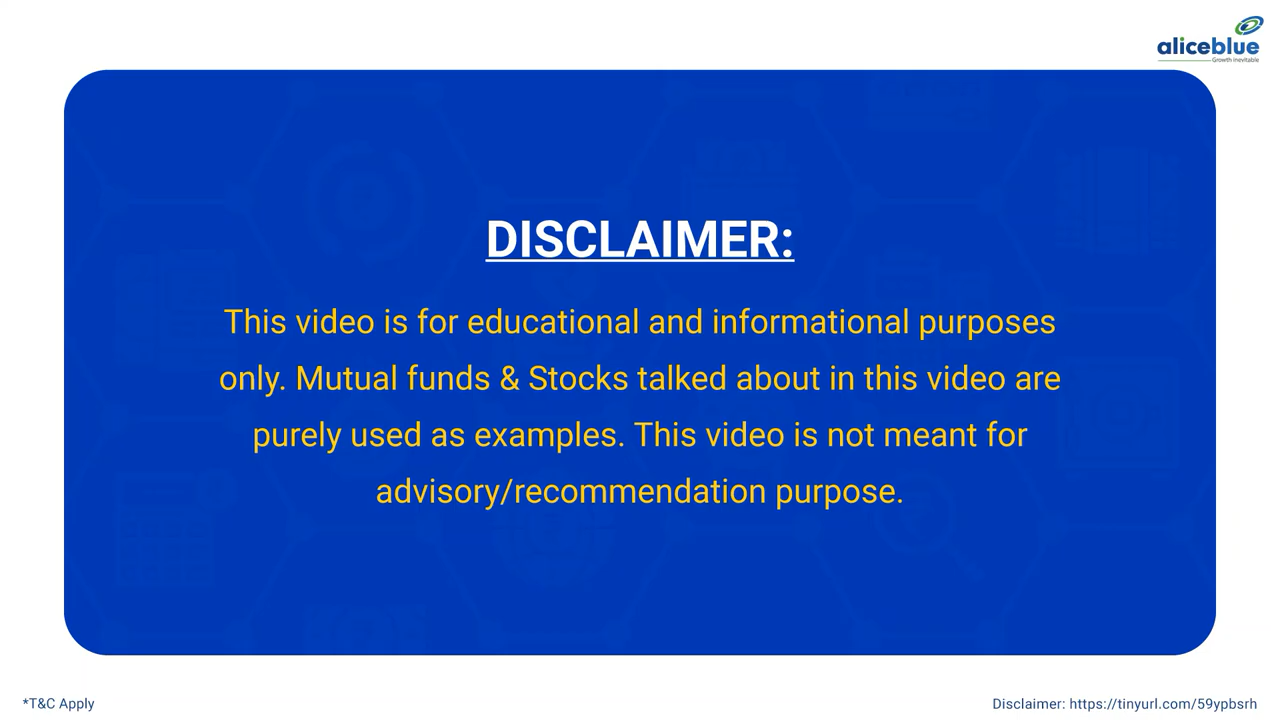 aliceblue
Growth Inevitable
DISCLAIMER:
This video is for educational and informational purposes
only. Mutual funds & Stocks talked about in this video are
purely used as examples. This video is not meant for
advisory/recommendation purpose.
*T&C Apply
Disclaimer: https://tinyurl.com/59ypbsrh